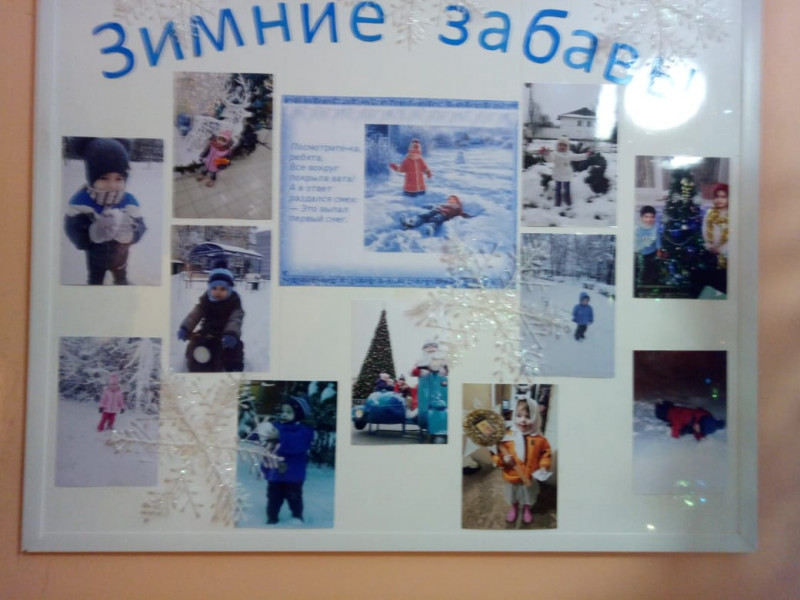 Зимние забавы
Посмотрите-ка,
ребята,
Все вокруг
покрыла вата!
А в ответ
раздался смех:
— Это выпал
первый снег.